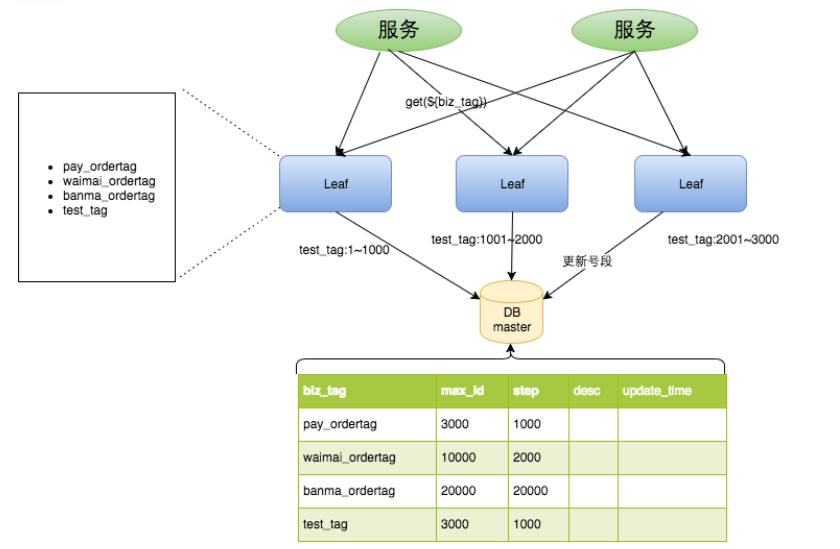 服务
服务
get(${biz_tag})
pay_ordertag
waimai_ordertag
banma_ordertag
test_tag
Leaf
Leaf
Leaf
test_tag:1~1000
test_tag:1001~2000
test_tag:2001~3000
更新号段
DB
master
biz_tag max_id step desc update_time
pay_ordertag 3000 1000
waimai_ordertag 10000 2000
banma_ordertag 20000 20000
test_tag 3000 1000